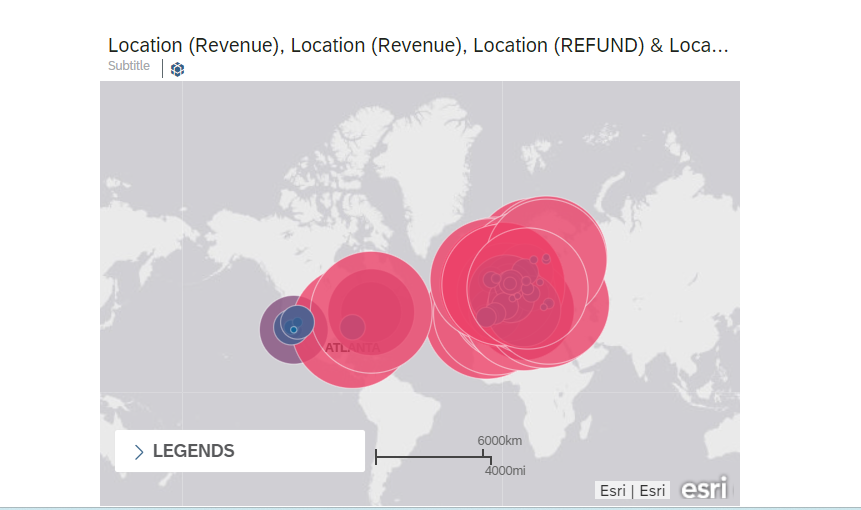 Location (Revenue), Location (Revenue), Location (REFUND) & Loca...
Subtitle
ATLANTA
LEGENDS
6000km
4000mi
Esri | Esri
esri